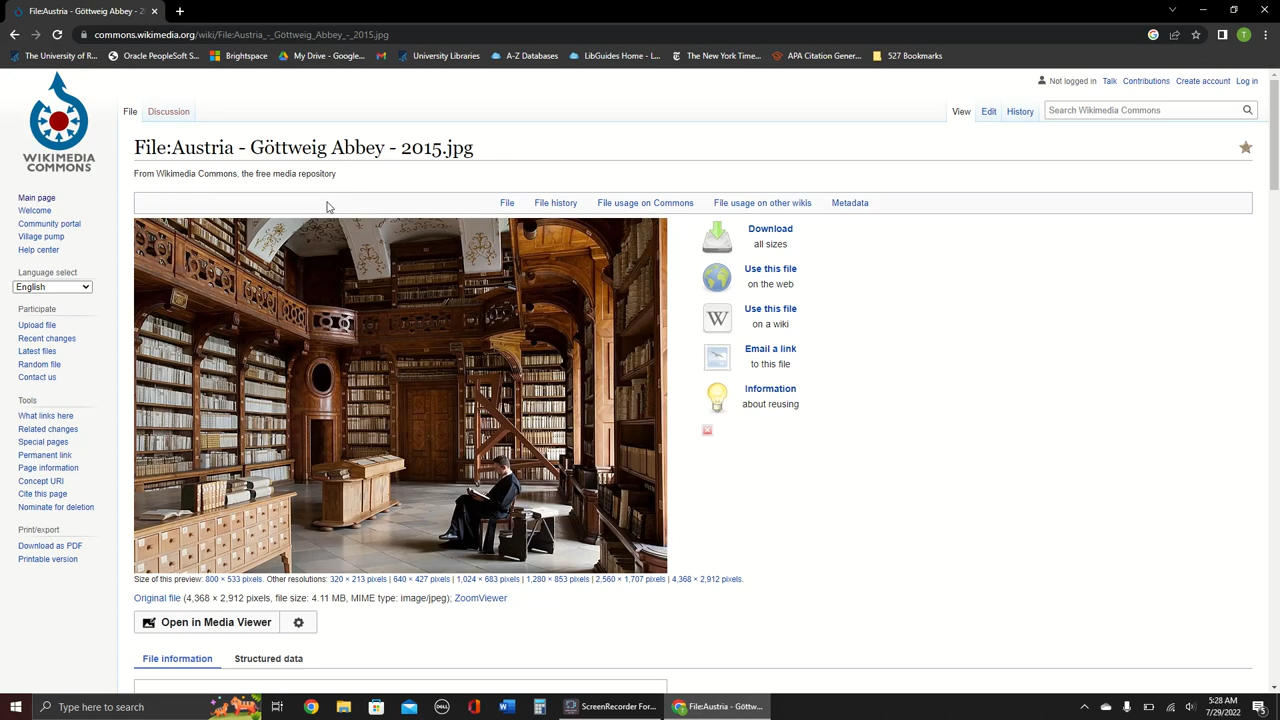 File:Austria - Göttweig Abbey - 2
commons.wikimedia.org/wiki/File:Austria_-_Göttweig_Abbey_-_2015.jpg
T
The University of R... Oracle PeopleSoft S... Brightspace My Drive - Google... University Libraries A-Z Databases LibGuides Home - L... The New York Time... APA Citation Gener... 527 Bookmarks
Not logged in Talk Contributions Create account Log in
File Discussion View Edit History Search Wikimedia Commons
WIKIMEDIA
COMMONS
File:Austria - Göttweig Abbey - 2015.jpg
From Wikimedia Commons, the free media repository
File File history File usage on Commons File usage on other wikis Metadata
Main page
Welcome
Community portal
Village pump
Help center
Language select
English
Participate
Upload file
Recent changes
Latest files
Random file
Contact us
Tools
What links here
Related changes
Special pages
Permanent link
Page information
Concept URI
Cite this page
Nominate for deletion
Print/export
Download as PDF
Printable version
Download
all sizes
Use this file
on the web
W
Use this file
on a wiki
Email a link
to this file
Information
about reusing
Size of this preview: 800 × 533 pixels. Other resolutions: 320 × 213 pixels | 640 × 427 pixels | 1,024 × 683 pixels | 1,280 × 853 pixels | 2,560 × 1,707 pixels | 4,368 × 2,912 pixels.
Original file (4,368 × 2,912 pixels, file size: 4.11 MB, MIME type: image/jpeg); ZoomViewer
Open in Media Viewer
File information Structured data
Type here to search
ScreenRecorder For... File:Austria - Göttw...
5:28 AM
7/29/2022